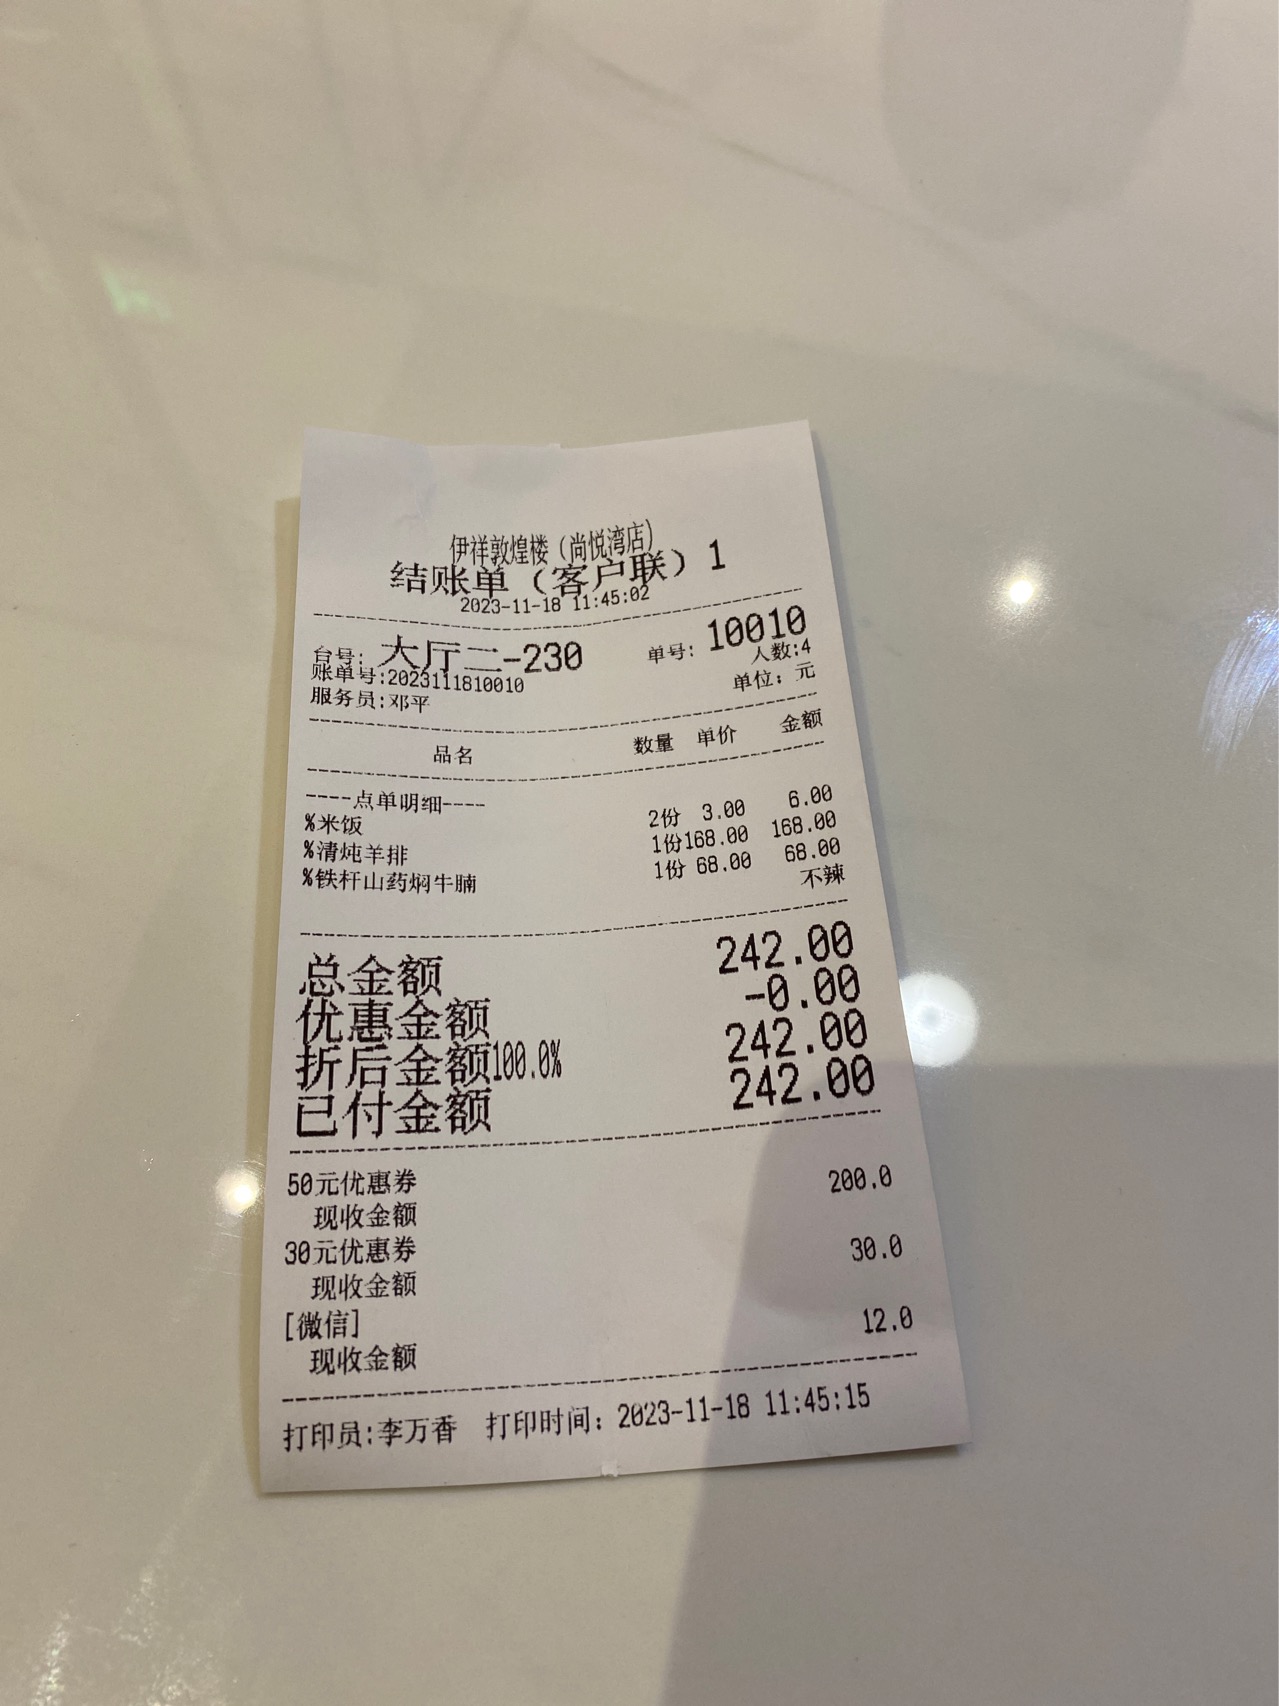 伊祥敦煌楼（尚悦湾店）
结账单（客户联）1
2023-11-18 11:45:02
台号：大厅二-230 单号：10010
账单号:2023111810010 人数:4
服务员:邓平 单位：元
品名 数量 单价 金额
----点单明细----
%米饭 2份 3.00 6.00
%清炖羊排 1份168.00 168.00
%铁杆山药焖牛腩 1份 68.00 68.00
不辣
总金额 242.00
优惠金额 -0.00
折后金额100.0% 242.00
已付金额 242.00
50元优惠券 200.0
现收金额
30元优惠券 30.0
现收金额
[微信] 12.0
现收金额
打印员:李万香 打印时间：2023-11-18 11:45:15